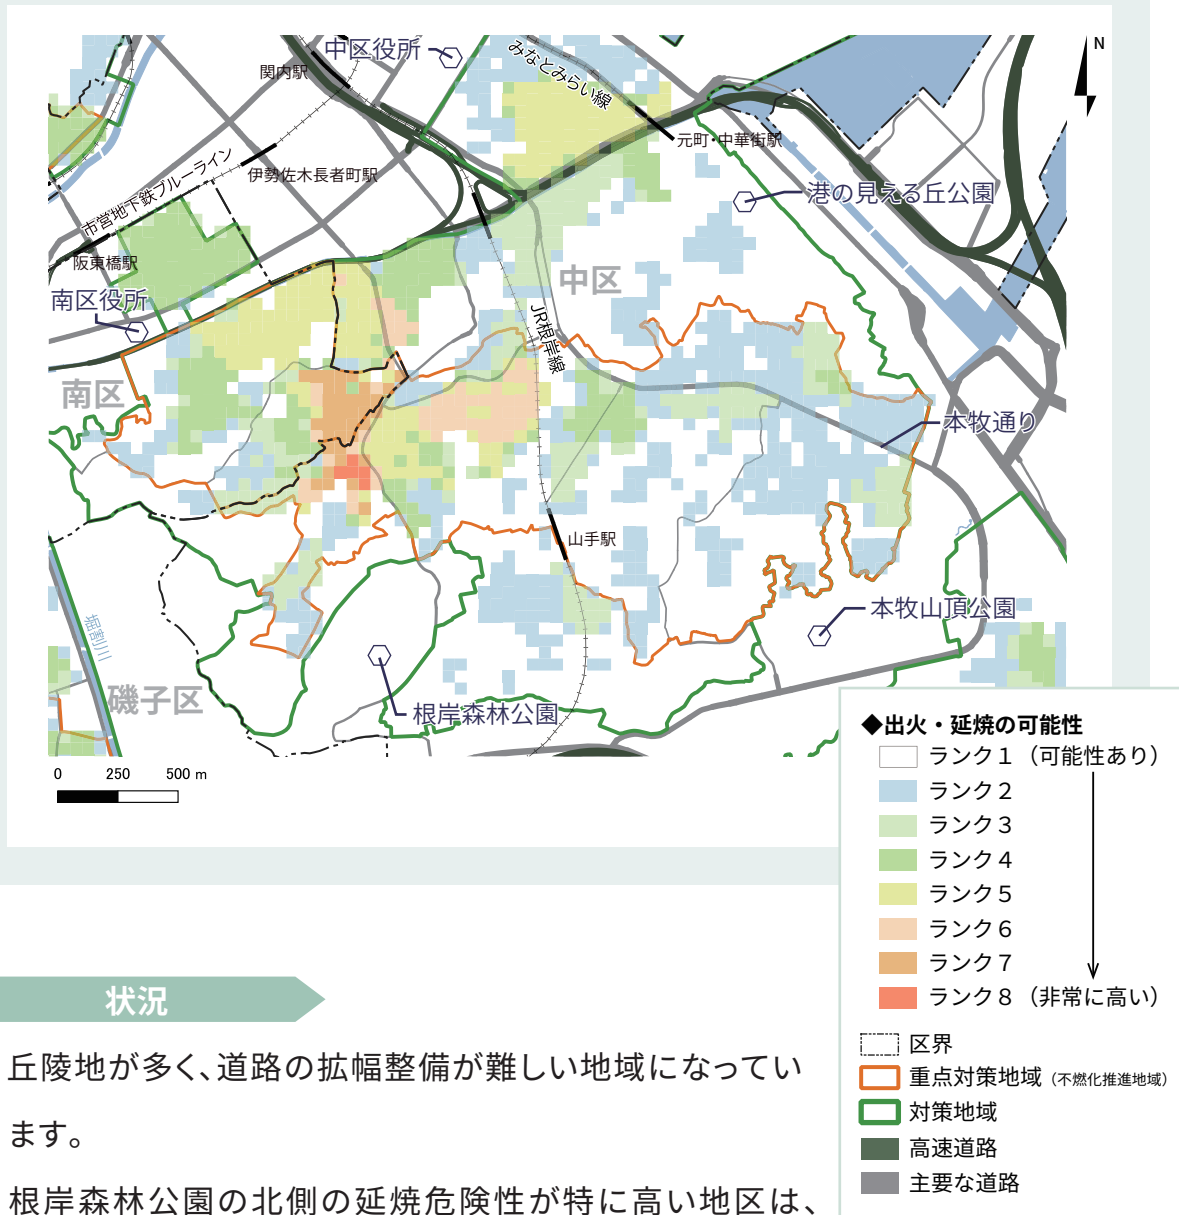 中区役所
みなとみらい線
N
関内駅
元町・中華街駅
伊勢佐木長者町駅
市営地下鉄ブルーライン
港の見える丘公園
阪東橋駅
中区
南区役所
JR根岸線
南区
本牧通り
山手駅
本牧山頂公園
堀割川
磯子区
根岸森林公園
0 250 500 m
◆出火・延焼の可能性
ランク１（可能性あり）
ランク２
ランク３
ランク４
ランク５
ランク６
ランク７
ランク８（非常に高い）
区界
重点対策地域（不燃化推進地域）
対策地域
高速道路
主要な道路
状況
丘陵地が多く、道路の拡幅整備が難しい地域になってい
ます。
根岸森林公園の北側の延焼危険性が特に高い地区は、